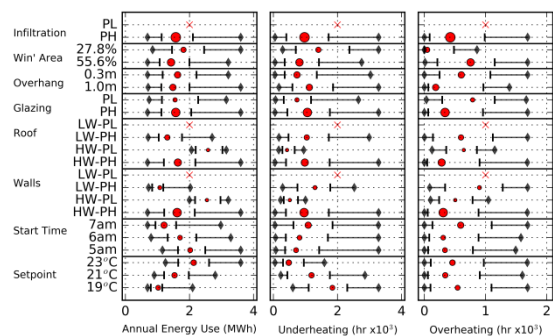 PL
Infiltration PH
27.8%
Win' Area 55.6%
0.3m
Overhang 1.0m
PL
Glazing PH
LW-PL
Roof LW-PH
HW-PL
HW-PH
LW-PL
Walls LW-PH
HW-PL
HW-PH
7am
Start Time 6am
5am
23°C
Setpoint 21°C
19°C
0 2 4 0 2 4 0 1 2
Annual Energy Use (MWh) Underheating (hr x10³) Overheating (hr x10³)